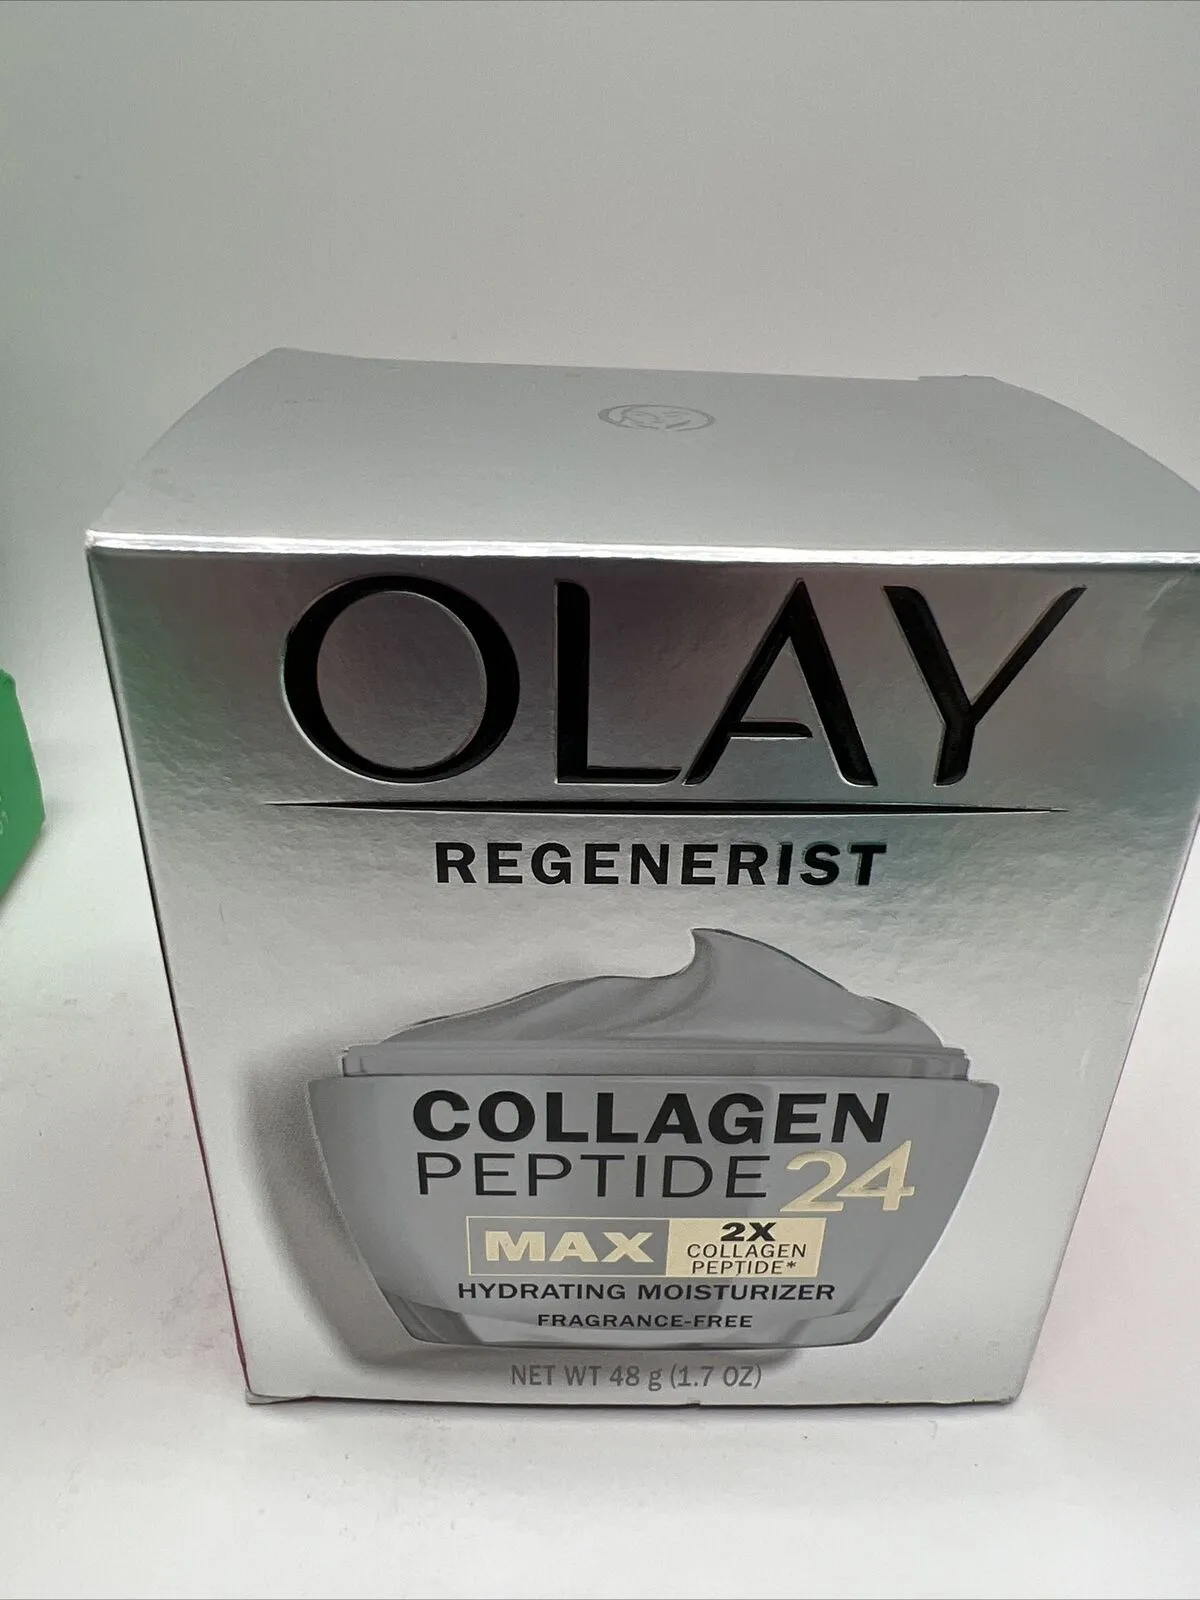 OLAY
REGENERIST
COLLAGEN
PEPTIDE 24
MAX
2X
COLLAGEN
PEPTIDE*
HYDRATING MOISTURIZER
FRAGRANCE-FREE
NET WT 48 g (1.7 OZ)